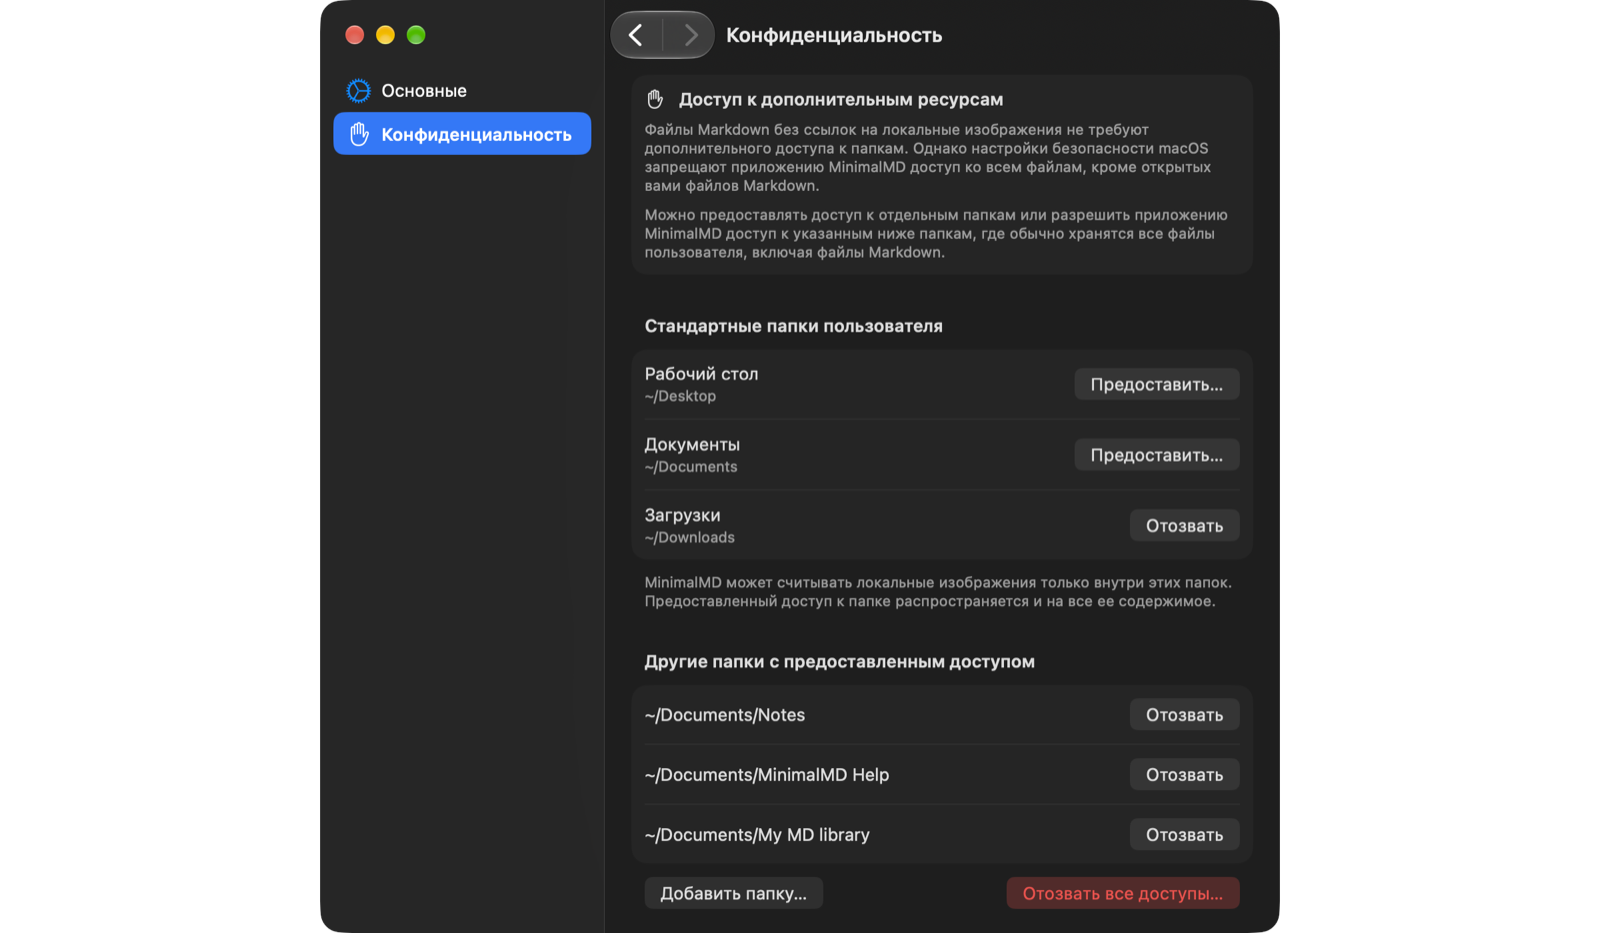 Конфиденциальность
Основные
Конфиденциальность
Доступ к дополнительным ресурсам
Файлы Markdown без ссылок на локальные изображения не требуют
дополнительного доступа к папкам. Однако настройки безопасности macOS
запрещают приложению MinimalMD доступ ко всем файлам, кроме открытых
вами файлов Markdown.
Можно предоставлять доступ к отдельным папкам или разрешить приложению
MinimalMD доступ к указанным ниже папкам, где обычно хранятся все файлы
пользователя, включая файлы Markdown.
Стандартные папки пользователя
Рабочий стол
~/Desktop
Предоставить...
Документы
~/Documents
Предоставить...
Загрузки
~/Downloads
Отозвать
MinimalMD может считывать локальные изображения только внутри этих папок.
Предоставленный доступ к папке распространяется и на все ее содержимое.
Другие папки с предоставленным доступом
~/Documents/Notes
Отозвать
~/Documents/MinimalMD Help
Отозвать
~/Documents/My MD library
Отозвать
Добавить папку...
Отозвать все доступы...